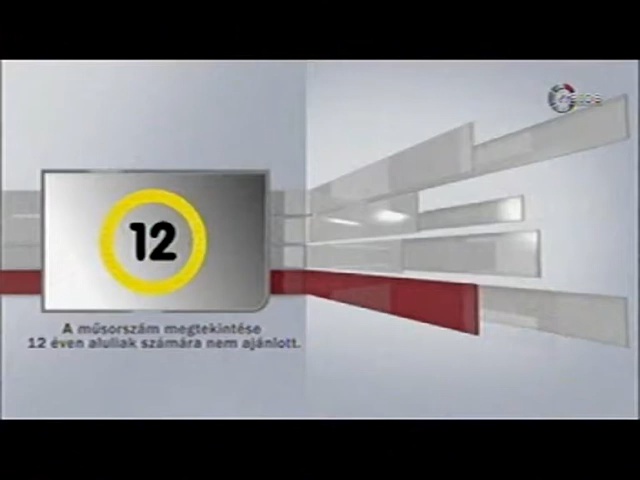 12
A műsorszám megtekintése
12 éven aluliak számára nem ajánlott.